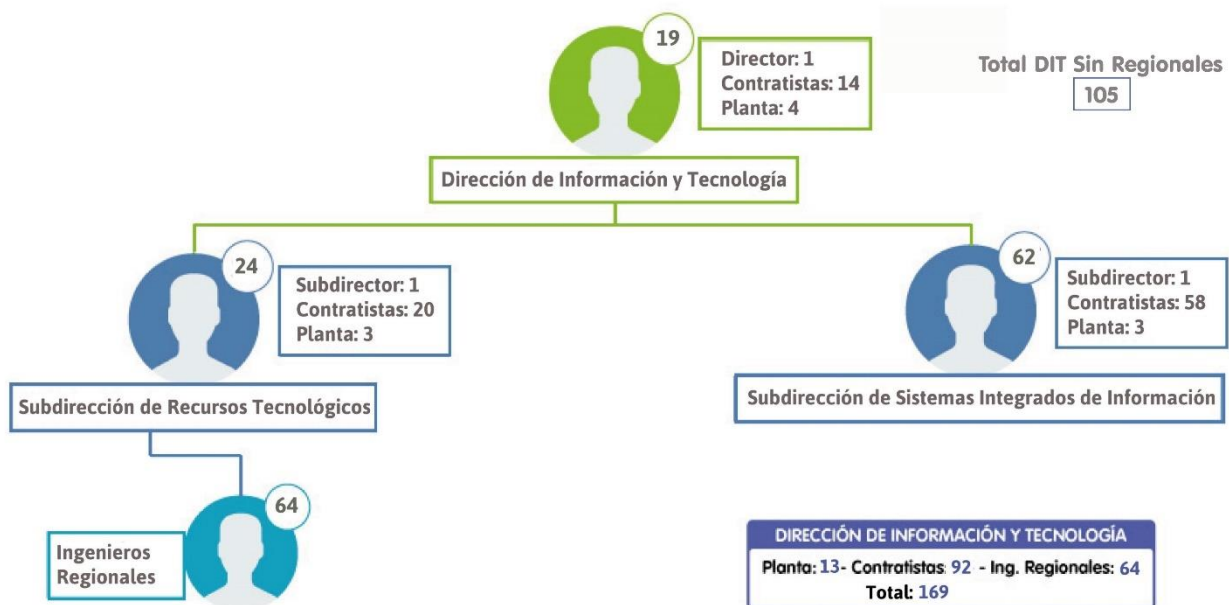 19
Director: 1
Contratistas: 14
Planta: 4
Total DIT Sin Regionales
105
Dirección de Información y Tecnología
24
Subdirector: 1
Contratistas: 20
Planta: 3
Subdirección de Recursos Tecnológicos
62
Subdirector: 1
Contratistas: 58
Planta: 3
Subdirección de Sistemas Integrados de Información
64
Ingenieros
Regionales
DIRECCIÓN DE INFORMACIÓN Y TECNOLOGÍA
Planta: 13- Contratistas: 92 - Ing. Regionales: 64
Total: 169